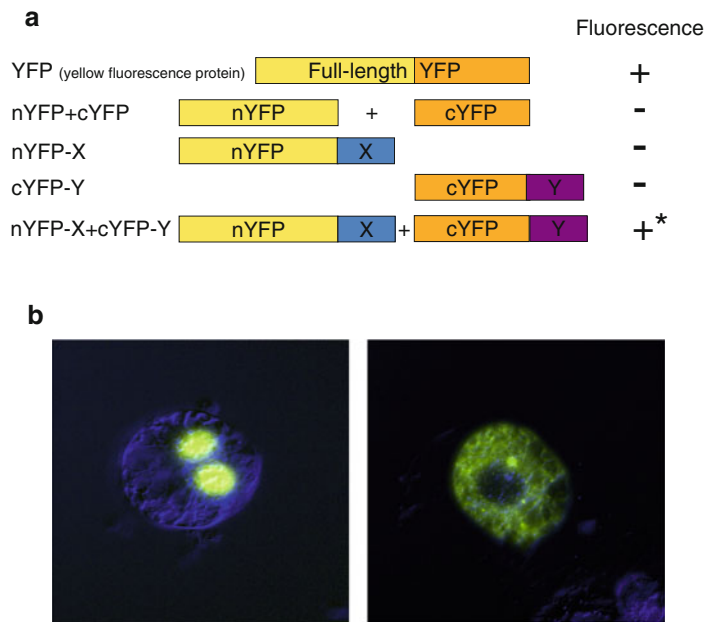 a
Fluorescence
YFP (yellow fluorescence protein) Full-length YFP +
nYFP+cYFP nYFP + cYFP -
nYFP-X nYFP X -
cYFP-Y cYFP Y -
nYFP-X+cYFP-Y nYFP X + cYFP Y +*
b